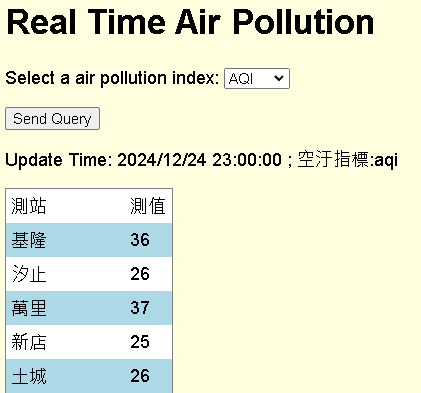 Real Time Air Pollution
Select a air pollution index: AQI
Send Query
Update Time: 2024/12/24 23:00:00 ; 空汙指標:aqi
測站 測值
基隆 36
汐止 26
萬里 37
新店 25
土城 26